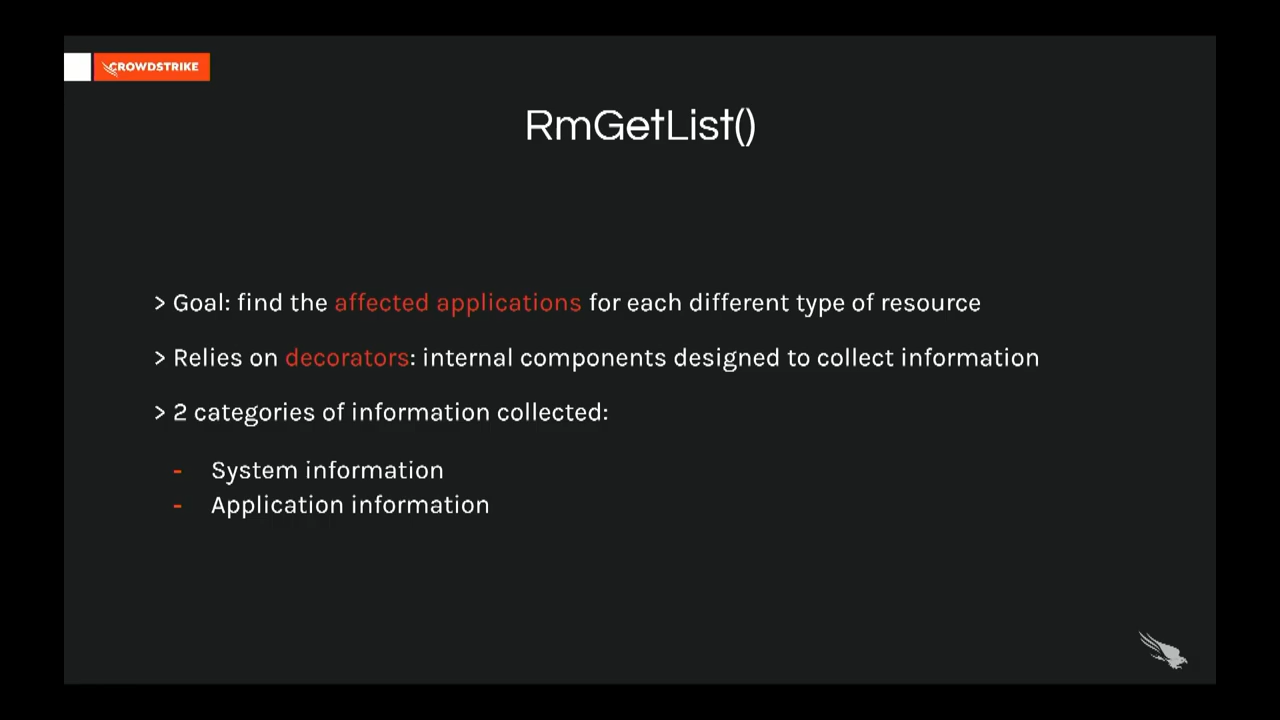 CROWDSTRIKE
RmGetList()
> Goal: find the affected applications for each different type of resource
> Relies on decorators: internal components designed to collect information
> 2 categories of information collected:
- System information
- Application information